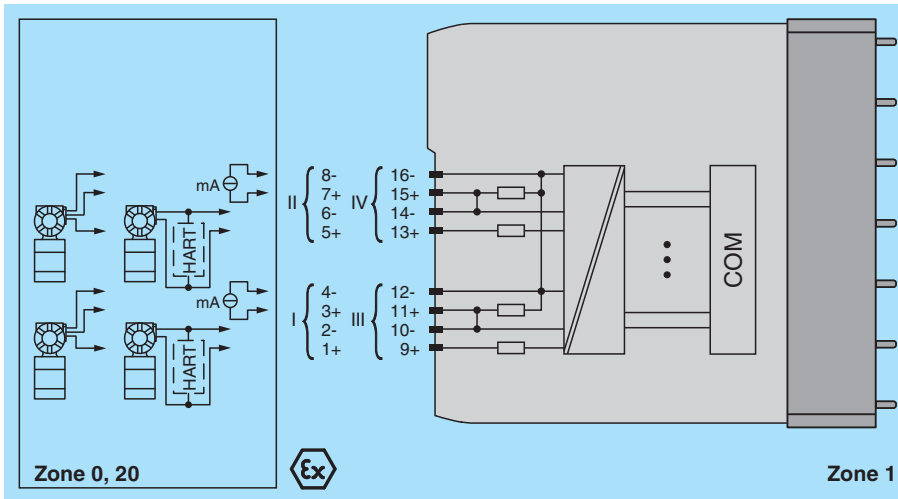 mA
II
8-
7+
6-
5+
IV
16-
15+
14-
13+
HART
mA
I
4-
3+
2-
1+
III
12-
11+
10-
9+
HART
COM
Zone 0, 20
Ex
Zone 1